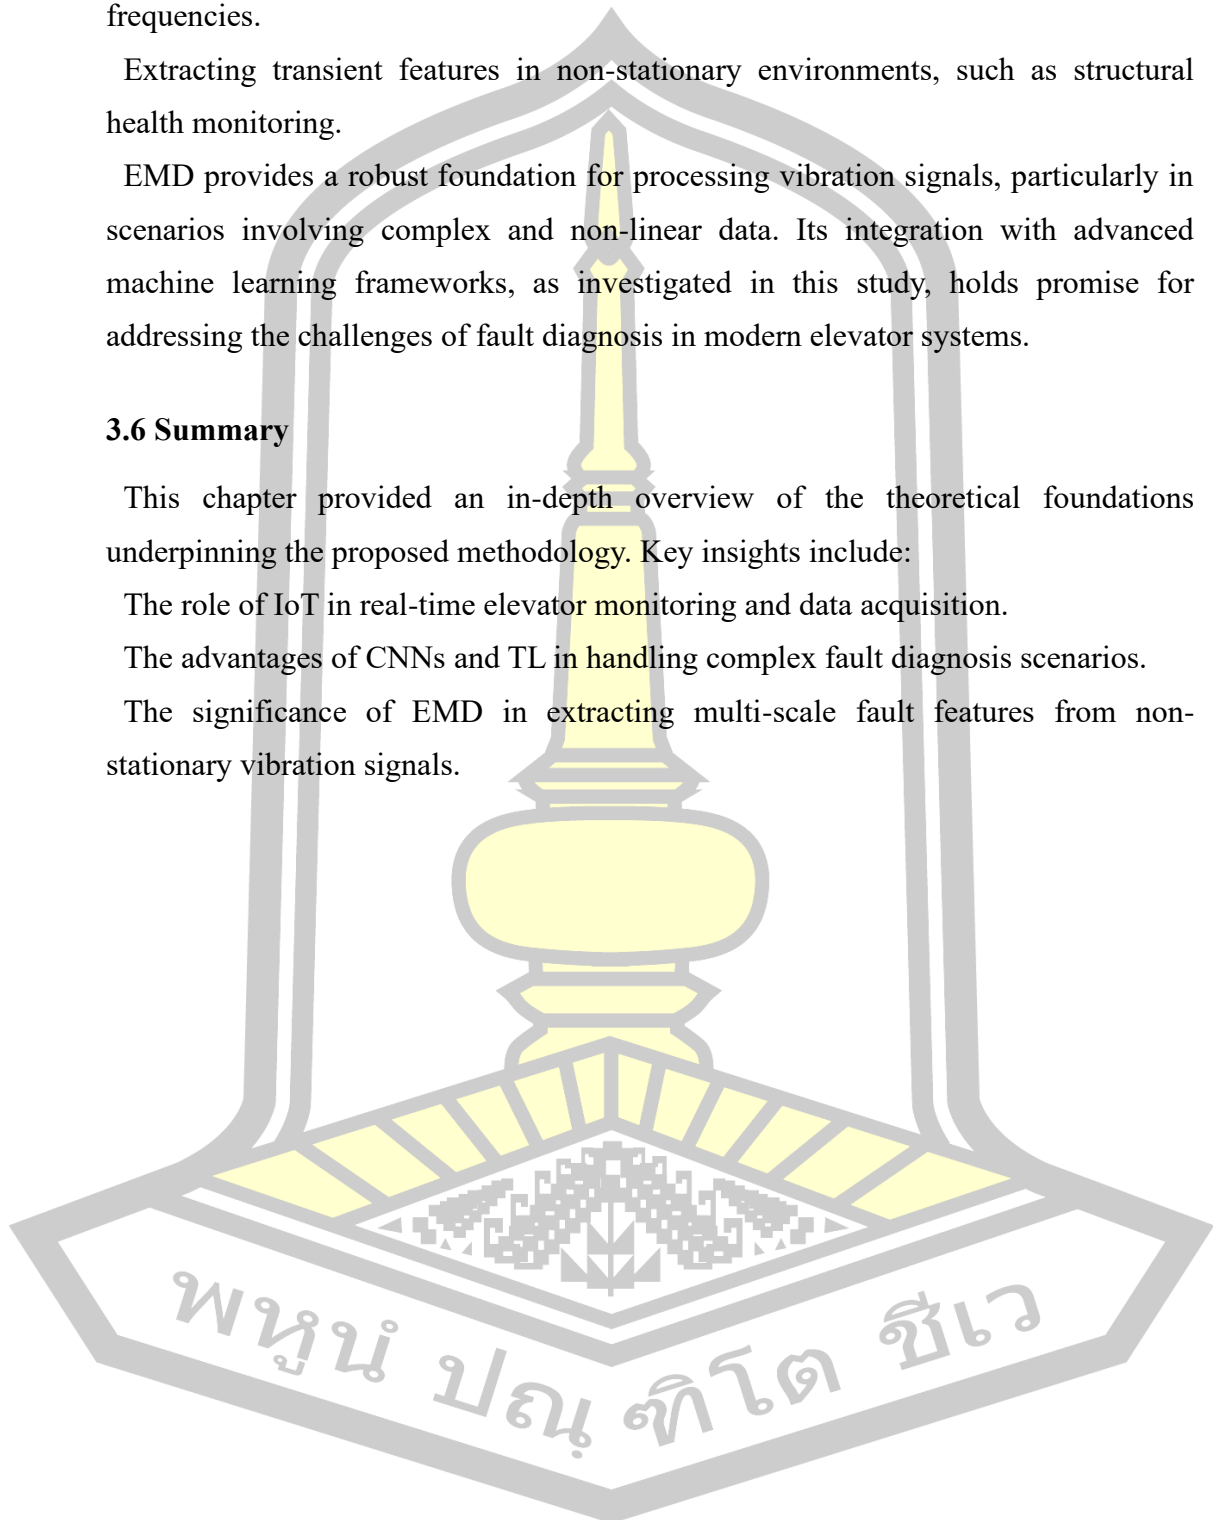 frequencies.
Extracting transient features in non-stationary environments, such as structural
health monitoring.
EMD provides a robust foundation for processing vibration signals, particularly in
scenarios involving complex and non-linear data. Its integration with advanced
machine learning frameworks, as investigated in this study, holds promise for
addressing the challenges of fault diagnosis in modern elevator systems.
3.6 Summary
This chapter provided an in-depth overview of the theoretical foundations
underpinning the proposed methodology. Key insights include:
The role of IoT in real-time elevator monitoring and data acquisition.
The advantages of CNNs and TL in handling complex fault diagnosis scenarios.
The significance of EMD in extracting multi-scale fault features from non-
stationary vibration signals.
พหูนํ ปณฺ ฑิโต ชีเว